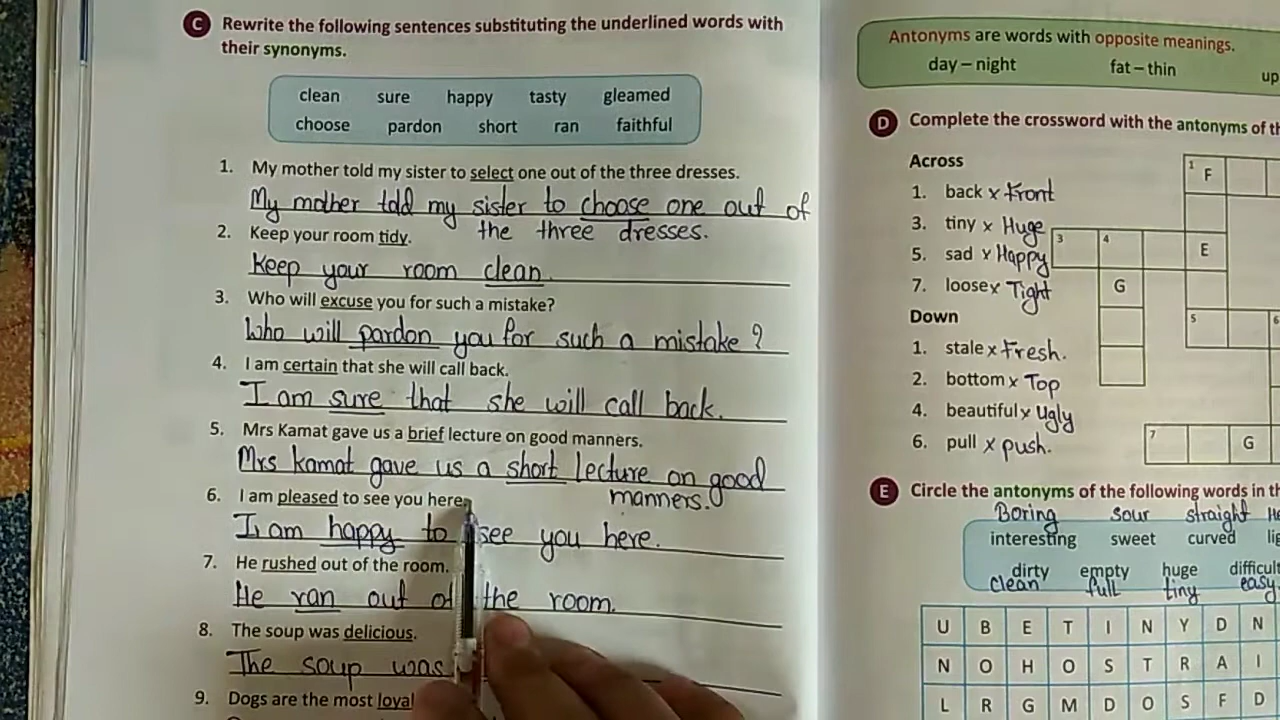 C Rewrite the following sentences substituting the underlined words with
their synonyms.
clean sure happy tasty gleamed
choose pardon short ran faithful
1. My mother told my sister to select one out of the three dresses.
My mother told my sister to choose one out of
the three dresses.
2. Keep your room tidy.
Keep your room clean.
3. Who will excuse you for such a mistake?
Who will pardon you for such a mistake ?
4. I am certain that she will call back.
I am sure that she will call back.
5. Mrs Kamat gave us a brief lecture on good manners.
Mrs Kamat gave us a short lecture on good
manners.
6. I am pleased to see you here.
I am happy to see you here.
7. He rushed out of the room.
He ran out of the room.
8. The soup was delicious.
The soup was
9. Dogs are the most loyal
Antonyms are words with opposite meanings.
day – night fat – thin up
D Complete the crossword with the antonyms of
Across
1. back x Front
3. tiny x Huge
5. sad x Happy
7. loose x Tight
Down
1. stale x Fresh.
2. bottom x Top
4. beautiful x Ugly
6. pull x push.
1 F
3 4 E
G
5 6
7 G
E Circle the antonyms of the following words in
Boring sour straight
interesting sweet curved
dirty empty huge difficult
clean full tiny easy
U B E T I N Y D N
N O H O S T R A I
L R G M D O S F D